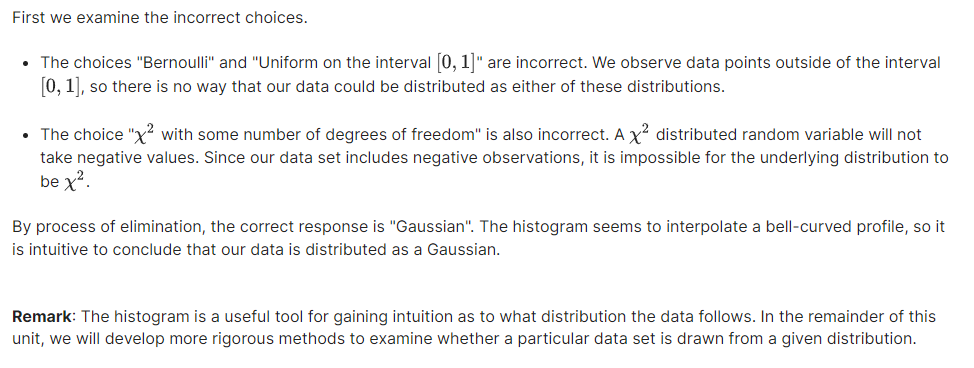 First we examine the incorrect choices.
• The choices "Bernoulli" and "Uniform on the interval [0, 1]" are incorrect. We observe data points outside of the interval
[0, 1], so there is no way that our data could be distributed as either of these distributions.
• The choice "χ² with some number of degrees of freedom" is also incorrect. A χ² distributed random variable will not
take negative values. Since our data set includes negative observations, it is impossible for the underlying distribution to
be χ².
By process of elimination, the correct response is "Gaussian". The histogram seems to interpolate a bell-curved profile, so it
is intuitive to conclude that our data is distributed as a Gaussian.
Remark: The histogram is a useful tool for gaining intuition as to what distribution the data follows. In the remainder of this
unit, we will develop more rigorous methods to examine whether a particular data set is drawn from a given distribution.